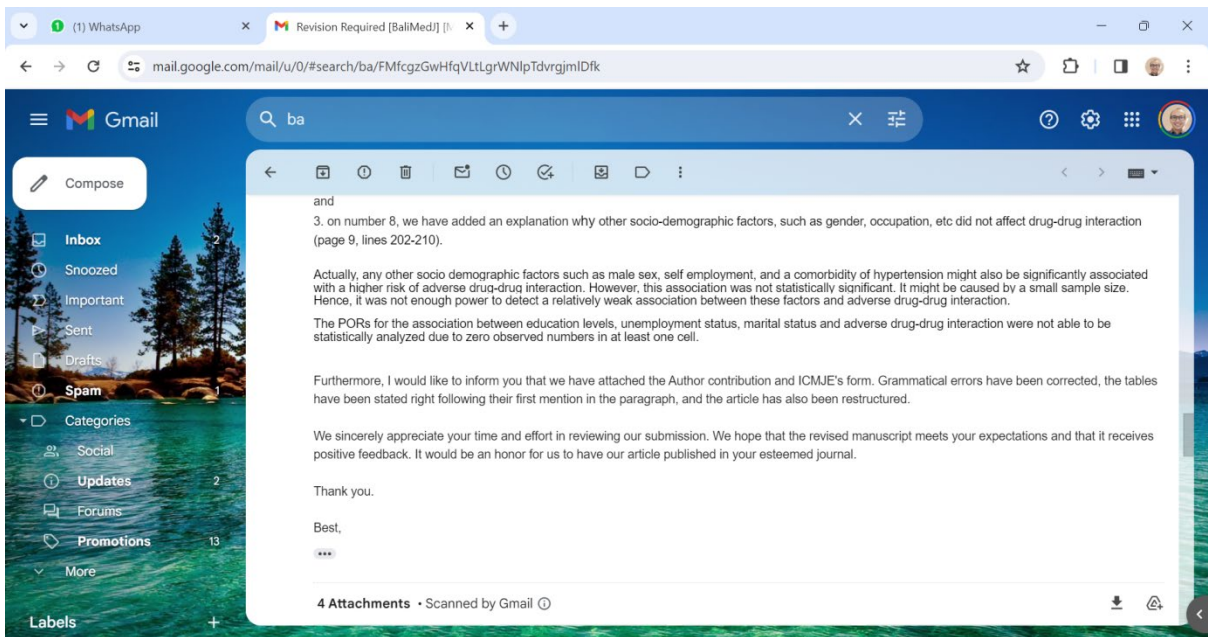 (1) WhatsApp
Revision Required [BaliMedJ] [
mail.google.com/mail/u/0/#search/ba/FMfcgzGwHfqVLtLgrWNlpTdvrgjmlDfk
Gmail
ba
Compose
Inbox 2
Snoozed
Important
Sent
Drafts
Spam 1
Categories
Social
Updates 2
Forums
Promotions 13
More
Labels +
and
3. on number 8, we have added an explanation why other socio-demographic factors, such as gender, occupation, etc did not affect drug-drug interaction
(page 9, lines 202-210).
Actually, any other socio demographic factors such as male sex, self employment, and a comorbidity of hypertension might also be significantly associated
with a higher risk of adverse drug-drug interaction. However, this association was not statistically significant. It might be caused by a small sample size.
Hence, it was not enough power to detect a relatively weak association between these factors and adverse drug-drug interaction.
The PORs for the association between education levels, unemployment status, marital status and adverse drug-drug interaction were not able to be
statistically analyzed due to zero observed numbers in at least one cell.
Furthermore, I would like to inform you that we have attached the Author contribution and ICMJE's form. Grammatical errors have been corrected, the tables
have been stated right following their first mention in the paragraph, and the article has also been restructured.
We sincerely appreciate your time and effort in reviewing our submission. We hope that the revised manuscript meets your expectations and that it receives
positive feedback. It would be an honor for us to have our article published in your esteemed journal.
Thank you.
Best,
4 Attachments • Scanned by Gmail